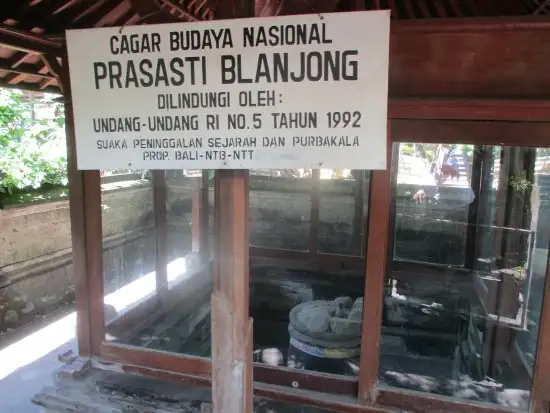 CAGAR BUDAYA NASIONAL
PRASASTI BLANJONG
DILINDUNGI OLEH :
UNDANG-UNDANG RI NO.5 TAHUN 1992
SUAKA PENINGGALAN SEJARAH DAN PURBAKALA
PROP. BALI-NTB-NTT